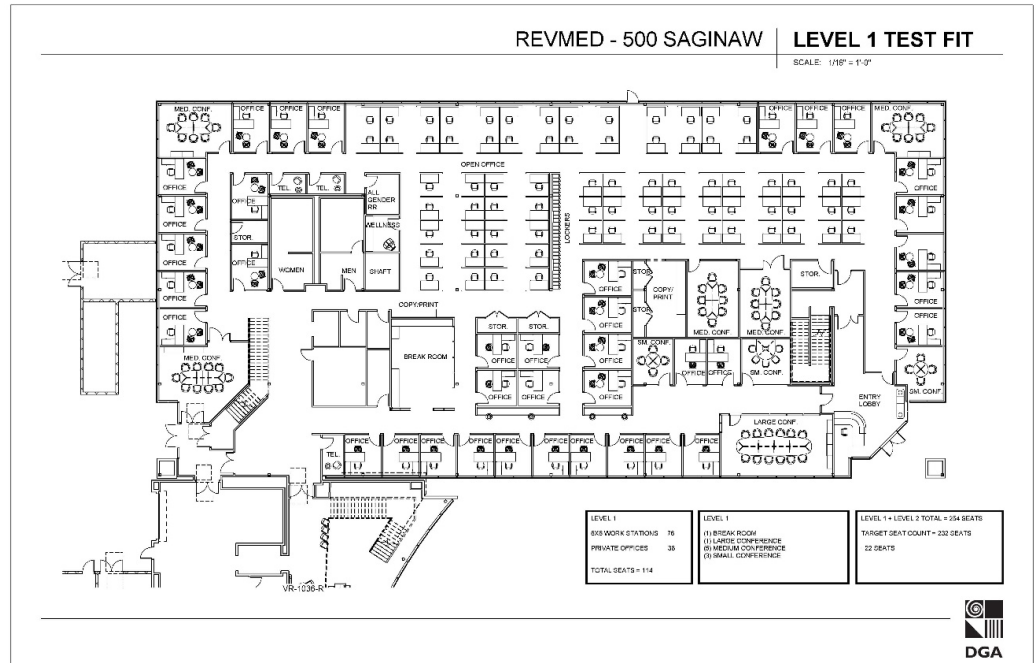 REVMED - 500 SAGINAW
LEVEL 1 TEST FIT
SCALE: 1/16" = 1'-0"
MED. CONF.
OFFICE
OFFICE
OFFICE
OFFICE
OFFICE
OFFICE
MED. CONF.
OPEN OFFICE
OFFICE
TEL.
TEL.
ALL
GENDER
RR
OFFICE
OFFICE
OFFICE
LOCKERS
OFFICE
OFFICE
WELLNESS
STOR.
OFFICE
OFFICE
OFFICE
WOMEN
MEN
SHAFT
OFFICE
STOR.
COPY/
PRINT
STOR.
OFFICE
OFFICE
OFFICE
COPY/PRINT
STOR.
OFFICE
OFFICE
STOR.
STOR.
OFFICE
MED. CONF.
MED. CONF.
OFFICE
MED. CONF.
BREAK ROOM
OFFICE
OFFICE
OFFICE
SM. CONF.
OFFICE
OFFICE
SM. CONF.
SM. CONF.
OFFICE
OFFICE
OFFICE
ENTRY
LOBBY
LARGE CONF.
TEL.
OFFICE
OFFICE
OFFICE
OFFICE
OFFICE
OFFICE
OFFICE
OFFICE
OFFICE
VR-1036-R
LEVEL 1
6X8 WORK STATIONS 76
PRIVATE OFFICES 38
TOTAL SEATS = 114
LEVEL 1
(1) BREAK ROOM
(1) LARGE CONFERENCE
(5) MEDIUM CONFERENCE
(3) SMALL CONFERENCE
LEVEL 1 + LEVEL 2 TOTAL = 254 SEATS
TARGET SEAT COUNT = 232 SEATS
22 SEATS
DGA